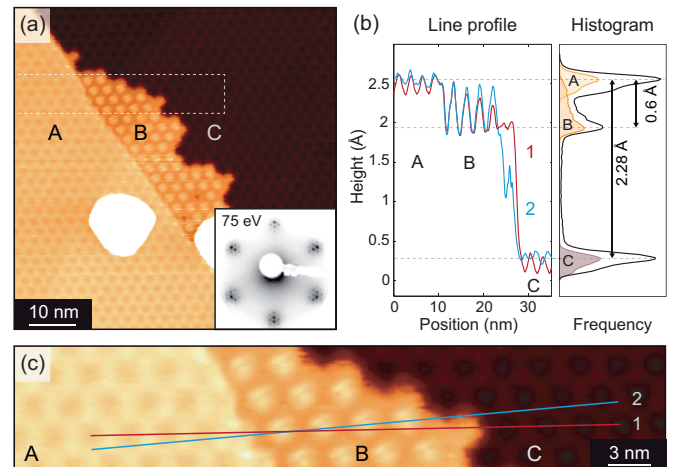 (a)
A
B
C
10 nm
75 eV
(b)
Line profile
Histogram
Height (Å)
2.5
2
1.5
1
0.5
0
A
B
1
2
C
0
10
20
30
Position (nm)
A
B
C
0.6 Å
2.28 Å
Frequency
(c)
2
1
A
B
C
3 nm